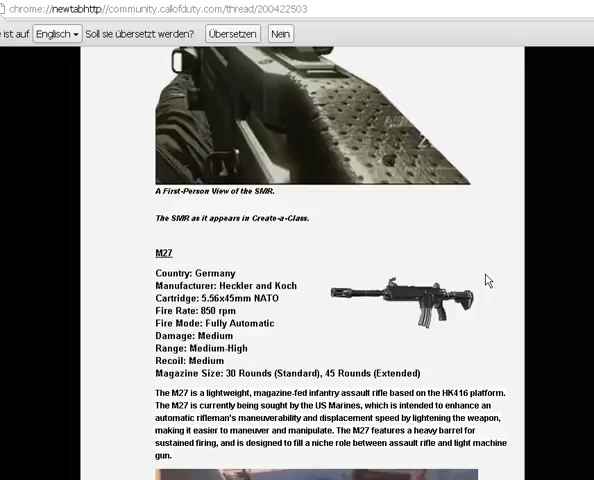 chrome://newtabhttp//community.callofduty.com/thread/200422503
e ist auf Englisch Soll sie übersetzt werden? Übersetzen Nein
A First-Person View of the SMR.
The SMR as it appears in Create-a-Class.
M27
Country: Germany
Manufacturer: Heckler and Koch
Cartridge: 5.56x45mm NATO
Fire Rate: 850 rpm
Fire Mode: Fully Automatic
Damage: Medium
Range: Medium-High
Recoil: Medium
Magazine Size: 30 Rounds (Standard), 45 Rounds (Extended)
The M27 is a lightweight, magazine-fed infantry assault rifle based on the HK416 platform.
The M27 is currently being sought by the US Marines, which is intended to enhance an
automatic rifleman's maneuverability and displacement speed by lightening the weapon,
making it easier to maneuver and manipulate. The M27 features a heavy barrel for
sustained firing, and is designed to fill a niche role between assault rifle and light machine
gun.